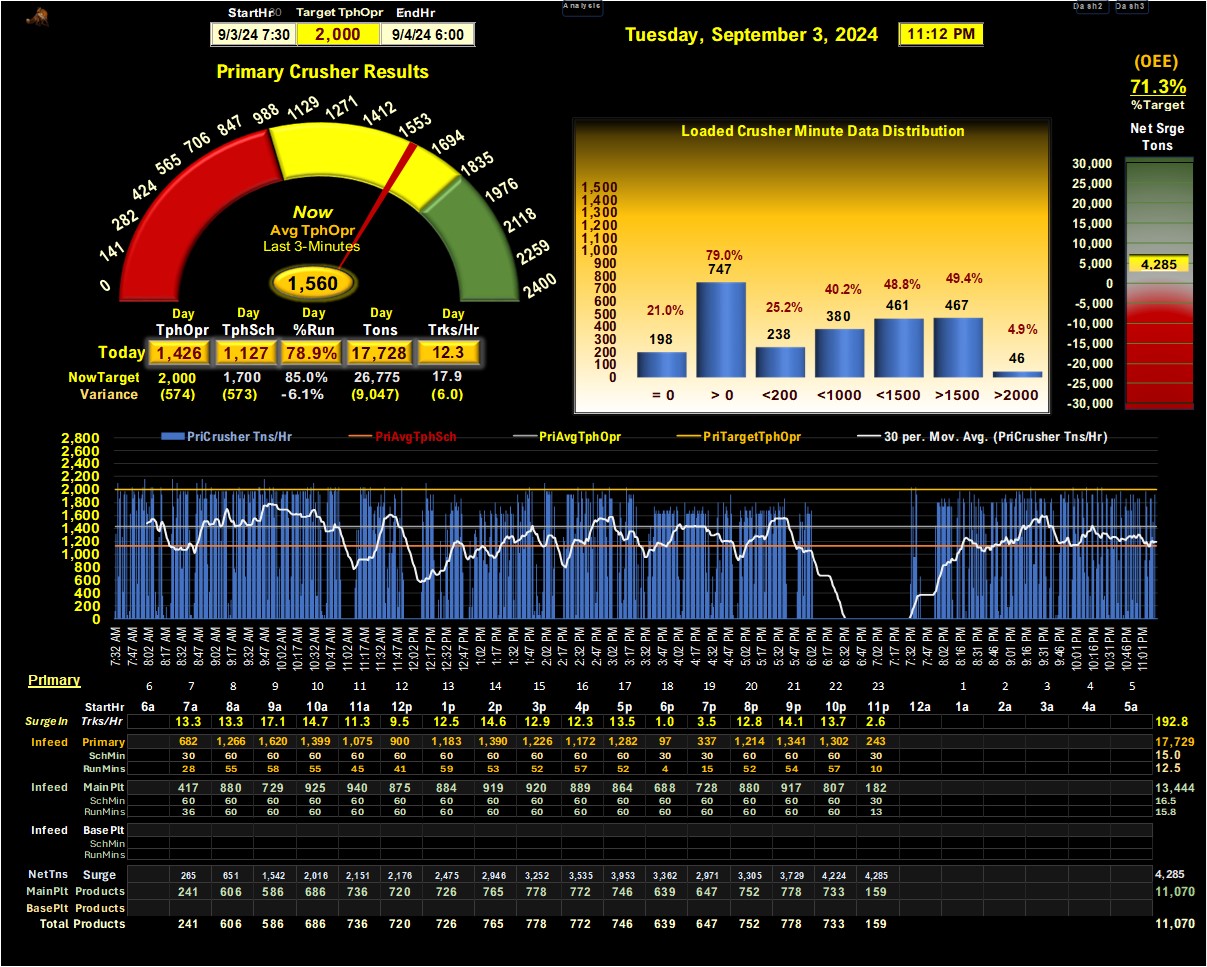 Analysis
Dash2 Dash3
StartHr30 Target TphOpr EndHr
9/3/24 7:30 2,000 9/4/24 6:00
Tuesday, September 3, 2024 11:12 PM
Primary Crusher Results
0 141 282 424 565 706 847 988 1129 1271 1412 1553 1694 1835 1976 2118 2259 2400
Now
Avg TphOpr
Last 3-Minutes
1,560
Day Day Day Day Day
TphOpr TphSch %Run Tons Trks/Hr
Today 1,426 1,127 78.9% 17,728 12.3
NowTarget 2,000 1,700 85.0% 26,775 17.9
Variance (574) (573) -6.1% (9,047) (6.0)
Loaded Crusher Minute Data Distribution
1,500
1,400
1,300
1,200
1,100
1,000
900
800
700
600
500
400
300
200
100
0
21.0% 79.0% 25.2% 40.2% 48.8% 49.4% 4.9%
198 747 238 380 461 467 46
= 0 > 0 <200 <1000 <1500 >1500 >2000
(OEE)
71.3%
%Target
Net Srge
Tons
30,000
25,000
20,000
15,000
10,000
5,000
0
-5,000
-10,000
-15,000
-20,000
-25,000
-30,000
4,285
PriCrusher Tns/Hr PriAvgTphSch PriAvgTphOpr PriTargetTphOpr 30 per. Mov. Avg. (PriCrusher Tns/Hr)
2,800
2,600
2,400
2,200
2,000
1,800
1,600
1,400
1,200
1,000
800
600
400
200
0
7:32 AM 7:47 AM 8:02 AM 8:17 AM 8:32 AM 8:47 AM 9:02 AM 9:17 AM 9:32 AM 9:47 AM 10:02 AM 10:17 AM 10:32 AM 10:47 AM 11:02 AM 11:17 AM 11:32 AM 11:47 AM 12:02 PM 12:17 PM 12:32 PM 12:47 PM 1:02 PM 1:17 PM 1:32 PM 1:47 PM 2:02 PM 2:17 PM 2:32 PM 2:47 PM 3:02 PM 3:17 PM 3:32 PM 3:47 PM 4:02 PM 4:17 PM 4:32 PM 4:47 PM 5:02 PM 5:17 PM 5:32 PM 5:47 PM 6:02 PM 6:17 PM 6:32 PM 6:47 PM 7:02 PM 7:17 PM 7:32 PM 7:47 PM 8:01 PM 8:16 PM 8:31 PM 8:46 PM 9:01 PM 9:16 PM 9:31 PM 9:46 PM 10:01 PM 10:16 PM 10:31 PM 10:46 PM 11:01 PM
Primary
6 7 8 9 10 11 12 13 14 15 16 17 18 19 20 21 22 23 1 2 3 4 5
StartHr 6a 7a 8a 9a 10a 11a 12p 1p 2p 3p 4p 5p 6p 7p 8p 9p 10p 11p 12a 1a 2a 3a 4a 5a
SurgeIn Trks/Hr 13.3 13.3 17.1 14.7 11.3 9.5 12.5 14.6 12.9 12.3 13.5 1.0 3.5 12.8 14.1 13.7 2.6 192.8
Infeed Primary 682 1,266 1,620 1,399 1,075 900 1,183 1,390 1,226 1,172 1,282 97 337 1,214 1,341 1,302 243 17,729
SchMin 30 60 60 60 60 60 60 60 60 60 60 30 30 60 60 60 30 15.0
RunMins 28 55 58 55 45 41 59 53 52 57 52 4 15 52 54 57 10 12.5
Infeed MainPlt 417 880 729 925 940 875 884 919 920 889 864 688 728 880 917 807 182 13,444
SchMin 60 60 60 60 60 60 60 60 60 60 60 60 60 60 60 60 30 16.5
RunMins 36 60 60 60 60 60 60 60 60 60 60 60 60 60 60 60 13 15.8
Infeed Base Plt
SchMin
RunMins
NetTns Surge 265 651 1,542 2,016 2,151 2,176 2,475 2,946 3,252 3,535 3,953 3,362 2,971 3,305 3,729 4,224 4,285 4,285
MainPlt Products 241 606 586 686 736 720 726 765 778 772 746 639 647 752 778 733 159 11,070
BasePlt Products
Total Products 241 606 586 686 736 720 726 765 778 772 746 639 647 752 778 733 159 11,070